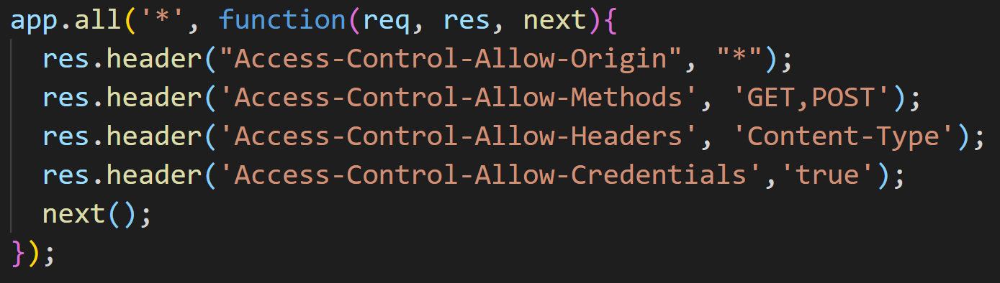 app.all('*', function(req, res, next){
  res.header("Access-Control-Allow-Origin", "*");
  res.header('Access-Control-Allow-Methods', 'GET,POST');
  res.header('Access-Control-Allow-Headers', 'Content-Type');
  res.header('Access-Control-Allow-Credentials','true');
  next();
});